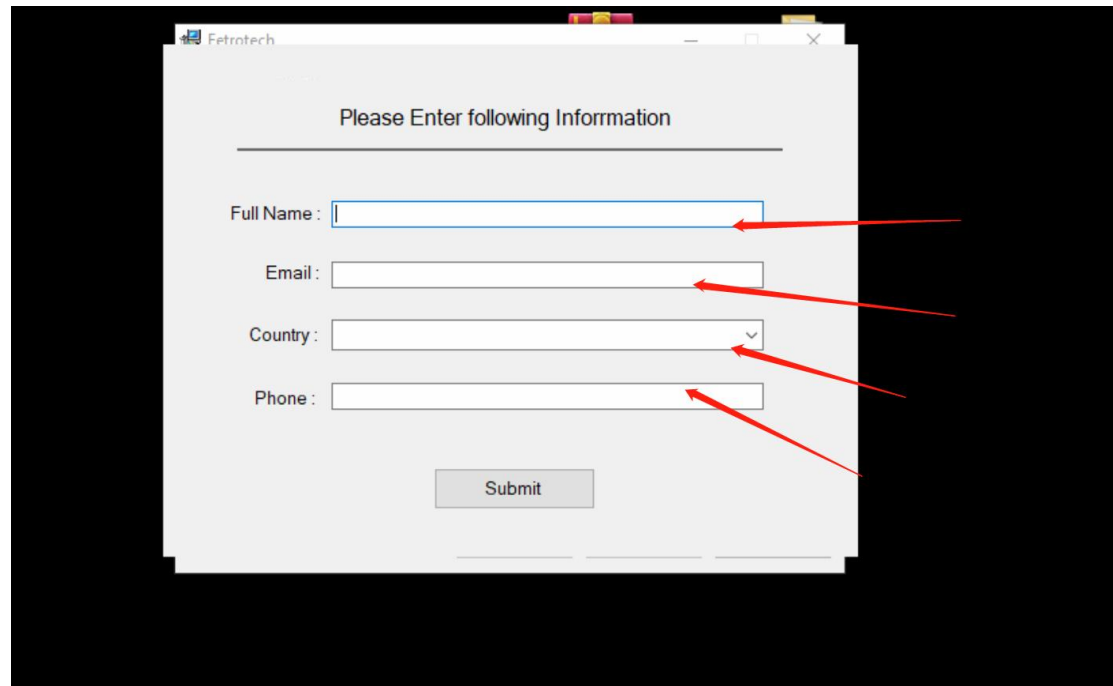 Fetrotech
Please Enter following Inforrmation
Full Name :
Email :
Country :
Phone :
Submit